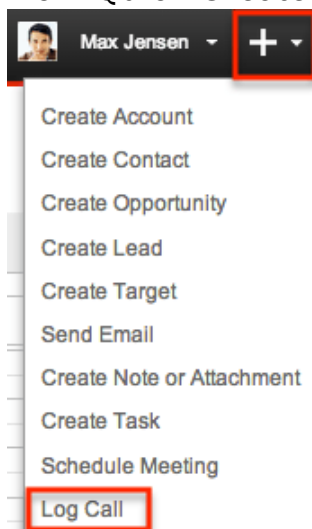 Max Jensen
Create Account
Create Contact
Create Opportunity
Create Lead
Create Target
Send Email
Create Note or Attachment
Create Task
Schedule Meeting
Log Call